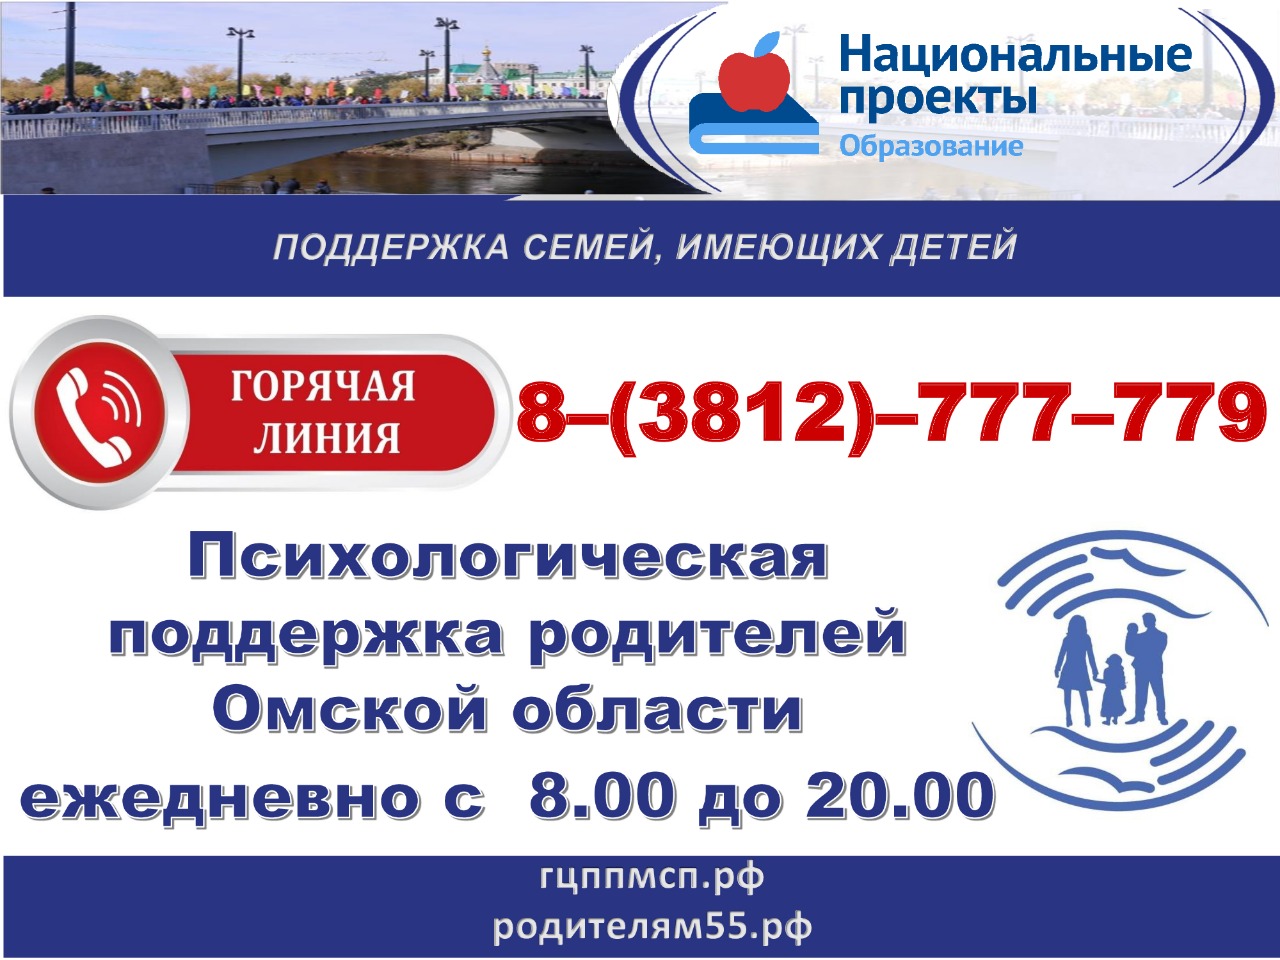 Национальные
проекты
Образование
ПОДДЕРЖКА СЕМЕЙ, ИМЕЮЩИХ ДЕТЕЙ
ГОРЯЧАЯ
ЛИНИЯ
8–(3812)–777–779
Психологическая
поддержка родителей
Омской области
ежедневно с 8.00 до 20.00
гцппмсп.рф
родителям55.рф